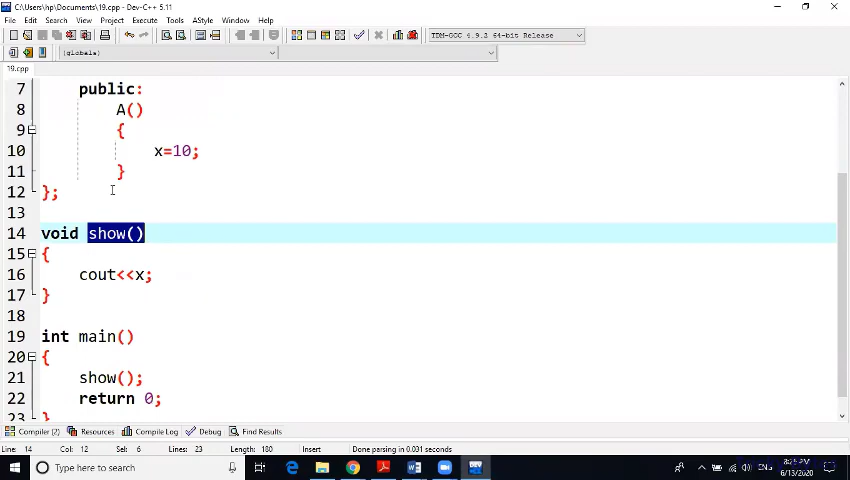 C:\Users\hp\Documents\19.cpp - Dev-C++ 5.11
File Edit Search View Project Execute Tools AStyle Window Help
TDM-GCC 4.9.2 64-bit Release
(globals)
19.cpp
7 public:
8 A()
9 {
10 x=10;
11 }
12 };
13
14 void show()
15 {
16 cout<<x;
17 }
18
19 int main()
20 {
21 show();
22 return 0;
23 }
Compiler (2) Resources Compile Log Debug Find Results
Line: 14 Col: 12 Sel: 6 Lines: 23 Length: 180 Insert Done parsing in 0.031 seconds
Type here to search
ENG
6/13/2020